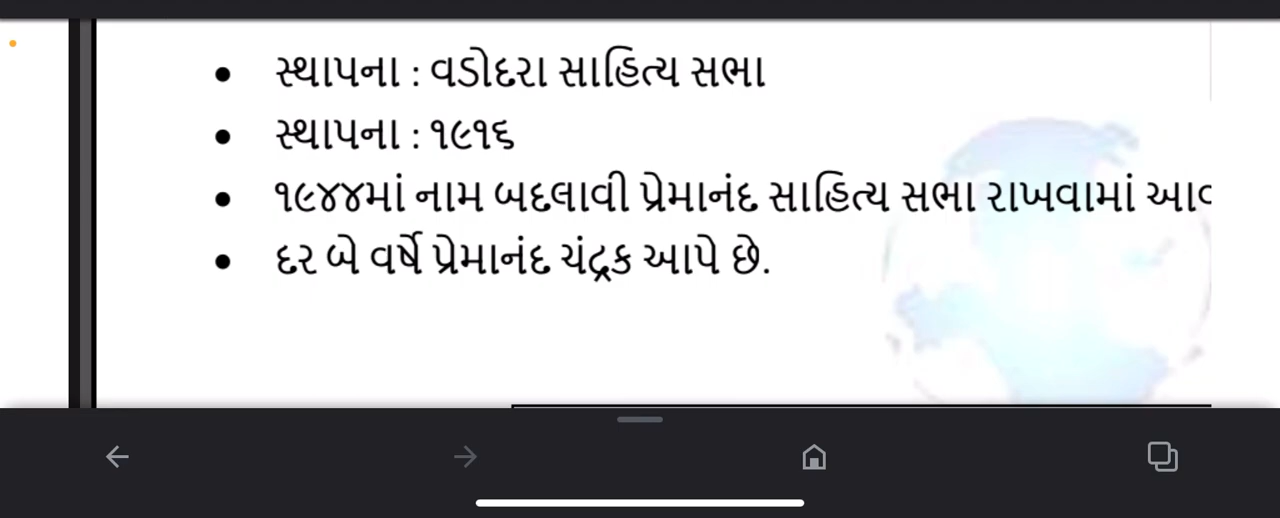 • સ્થાપના : વડોદરા સાહિત્ય સભા
• સ્થાપના : ૧૯૧૬
• ૧૯૪૪માં નામ બદલાવી પ્રેમાનંદ સાહિત્ય સભા રાખવામાં
• દર બે વર્ષે પ્રેમાનંદ ચંદ્રક આપે છે.